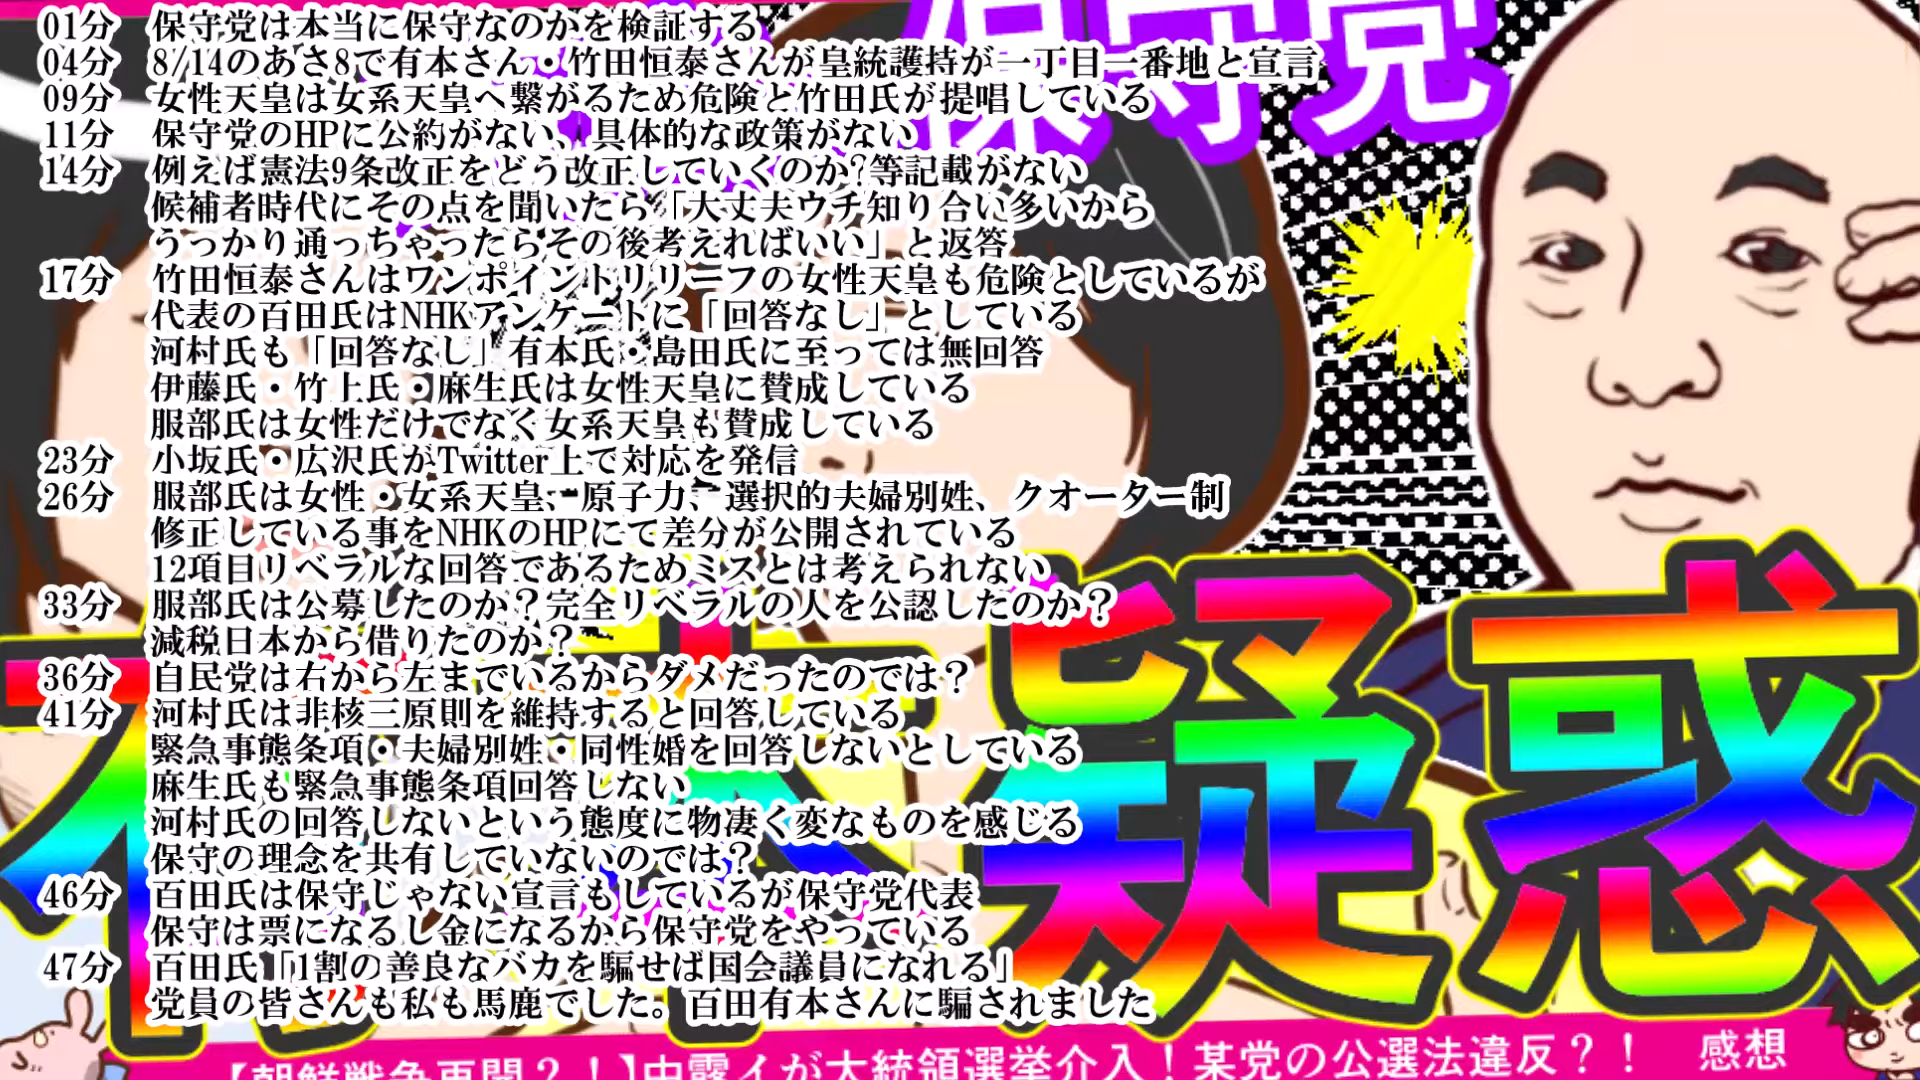 01分 保守党は本当に保守なのかを検証する
04分 8/14のあさ8で有本さん・竹田恒泰さんが皇統護持が一丁目一番地と宣言
09分 女性天皇は女系天皇へ繋がるため危険と竹田氏が提唱している
11分 保守党のHPに公約がない、具体的な政策がない
14分 例えば憲法9条改正をどう改正していくのか?等記載がない
候補者時代にその点を聞いたら「大丈夫ウチ知り合い多いから
うっかり通っちゃったらその後考えればいい」と返答
17分 竹田恒泰さんはワンポイントリリーフの女性天皇も危険としているが
代表の百田氏はNHKアンケートに「回答なし」としている
河村氏も「回答なし」有本氏・島田氏に至っては無回答
伊藤氏・竹上氏・麻生氏は女性天皇に賛成している
服部氏は女性だけでなく女系天皇も賛成している
23分 小坂氏・広沢氏がTwitter上で対応を発信
26分 服部氏は女性・女系天皇、原子力、選択的夫婦別姓、クオーター制
修正している事をNHKのHPにて差分が公開されている
12項目リベラルな回答であるためミスとは考えられない
33分 服部氏は公募したのか？完全リベラルの人を公認したのか？
減税日本から借りたのか？
36分 自民党は右から左までいるからダメだったのでは？
41分 河村氏は非核三原則を維持すると回答している
緊急事態条項・夫婦別姓・同性婚を回答しないとしている
麻生氏も緊急事態条項回答しない
河村氏の回答しないという態度に物凄く変なものを感じる
保守の理念を共有していないのでは？
46分 百田氏は保守じゃない宣言もしているが保守党代表
保守は票になるし金になるから保守党をやっている
47分 百田氏「1割の善良なバカを騙せば国会議員になれる」
党員の皆さんも私も馬鹿でした。百田有本さんに騙されました
保守党
疑惑
【朝鮮戦争再開？！】中露イが大統領選挙介入！某党の公選法違反？！ 感想